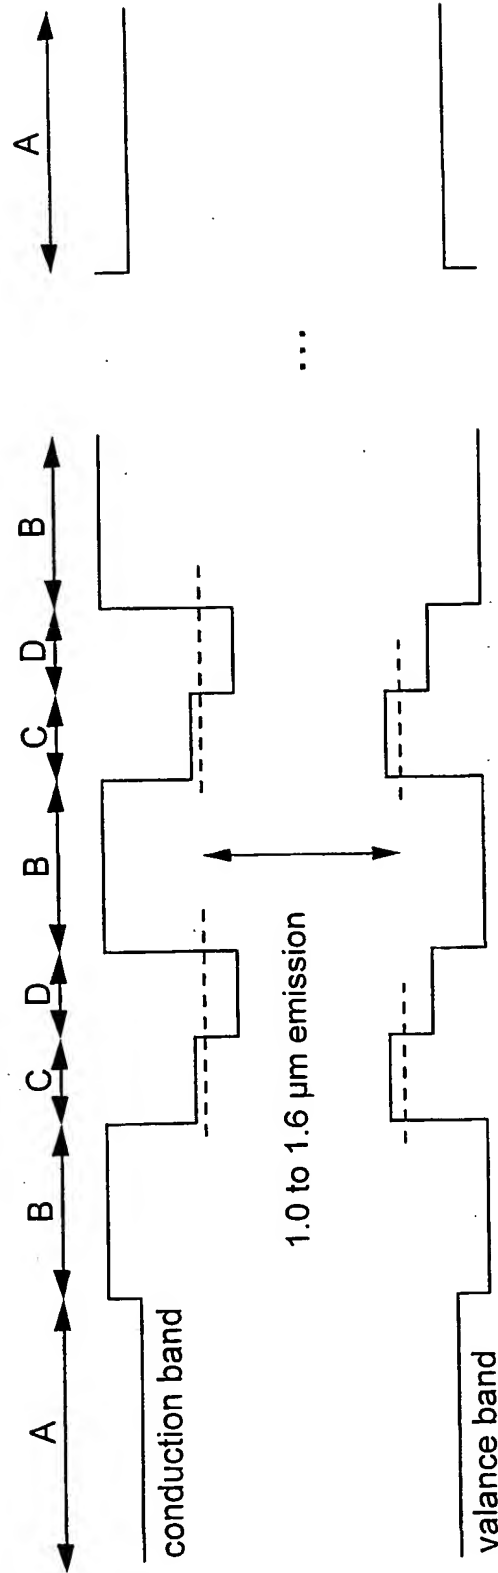 A B C D B C D B A
conduction band
1.0 to 1.6 µm emission
...
valance band